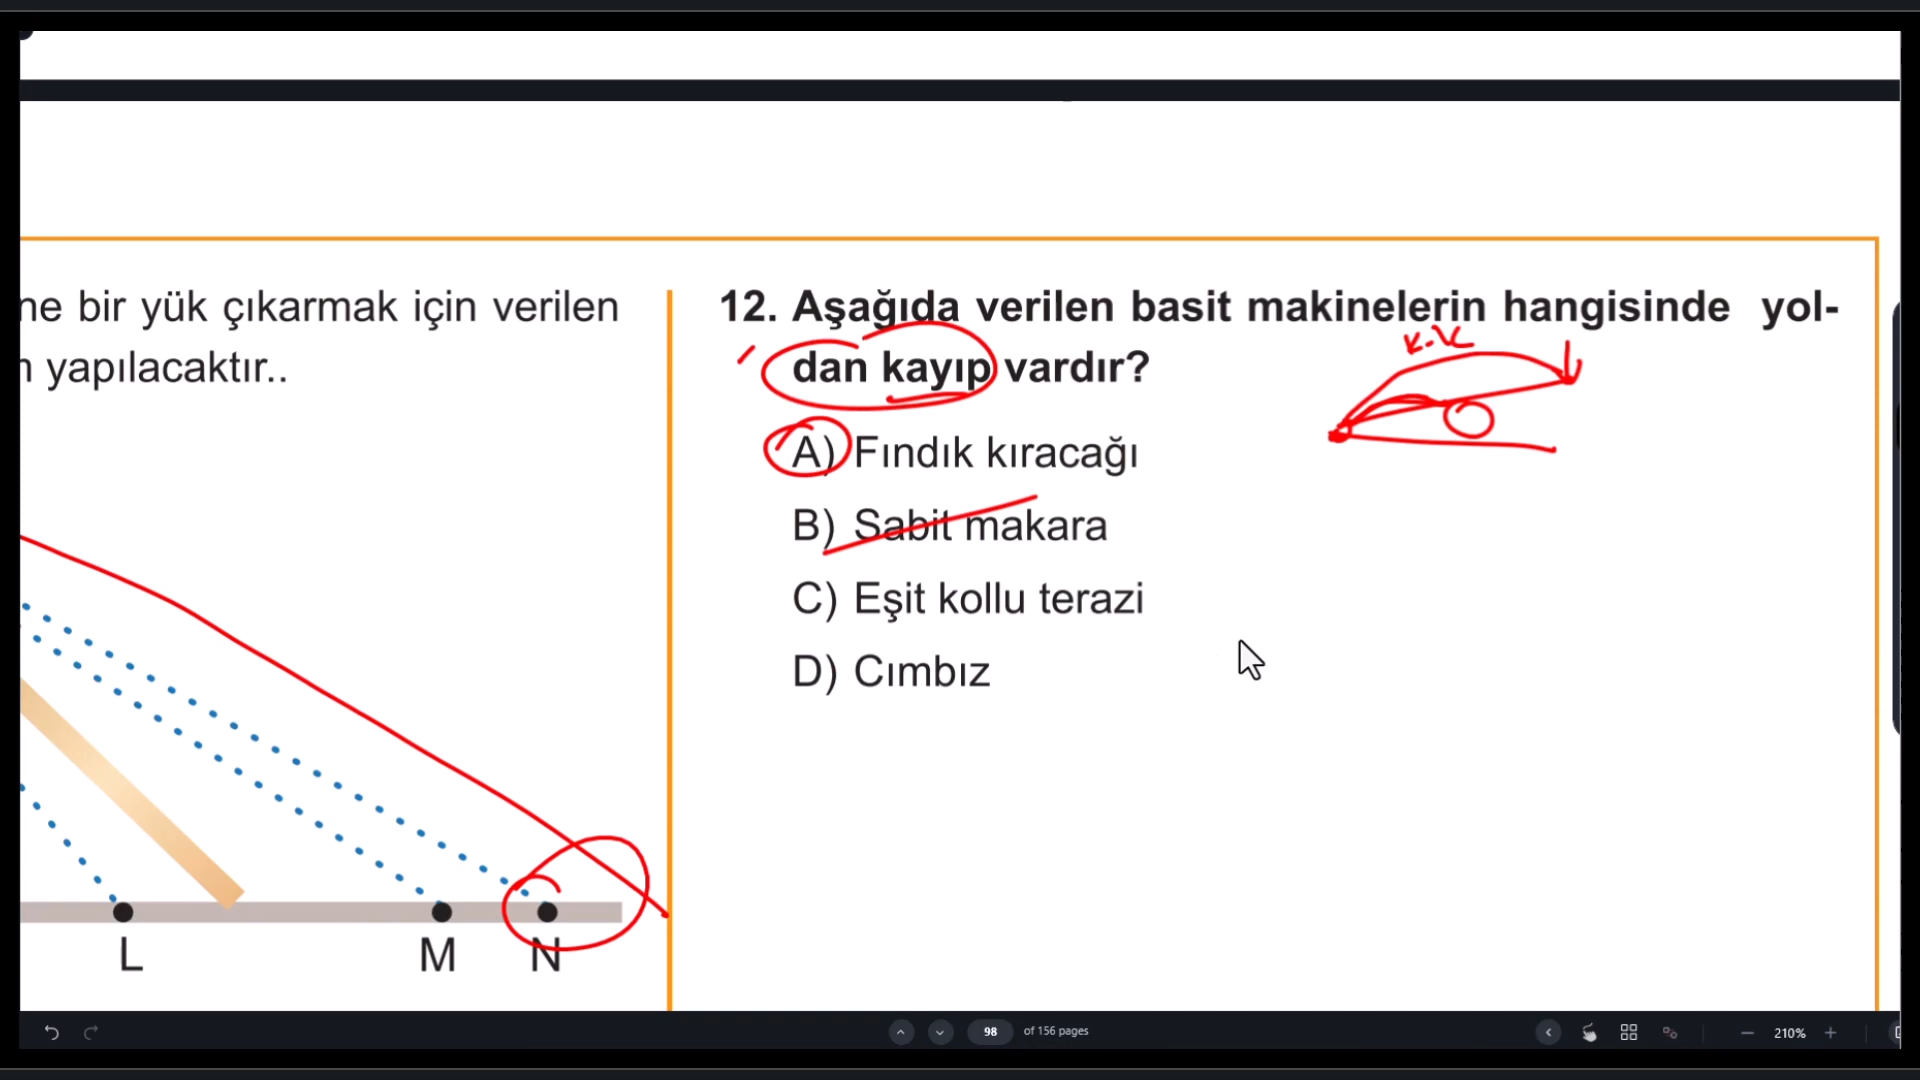 ne bir yük çıkarmak için verilen
yapılacaktır..
L
M
N
12. Aşağıda verilen basit makinelerin hangisinde yol-
dan kayıp vardır?
A) Fındık kıracağı
B) Sabit makara
C) Eşit kollu terazi
D) Cımbız
K.K
98 of 156 pages
210%